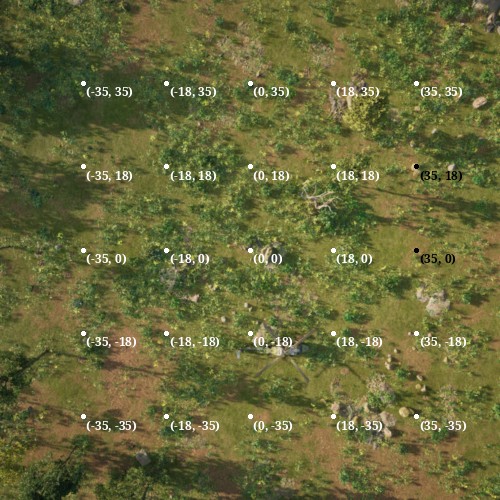 (-35, 35) (-18, 35) (0, 35) (18, 35) (35, 35)
(-35, 18) (-18, 18) (0, 18) (18, 18) (35, 18)
(-35, 0) (-18, 0) (0, 0) (18, 0) (35, 0)
(-35, -18) (-18, -18) (0, -18) (18, -18) (35, -18)
(-35, -35) (-18, -35) (0, -35) (18, -35) (35, -35)